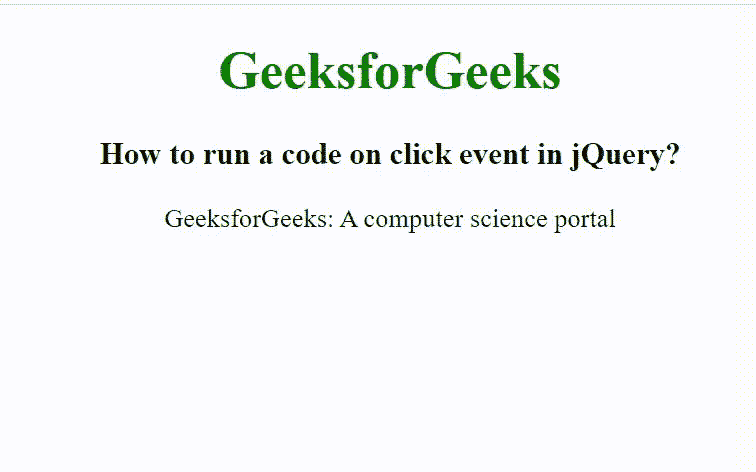 GeeksforGeeks
How to run a code on click event in jQuery?
GeeksforGeeks: A computer science portal